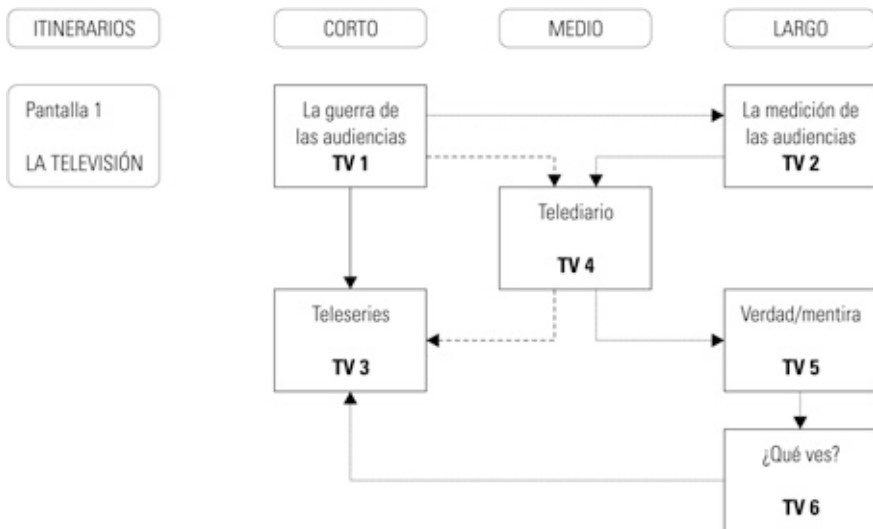 ITINERARIOS
CORTO
MEDIO
LARGO
Pantalla 1
LA TELEVISIÓN
La guerra de
las audiencias
TV 1
La medición de
las audiencias
TV 2
Telediario
TV 4
Teleseries
TV 3
Verdad/mentira
TV 5
¿Qué ves?
TV 6